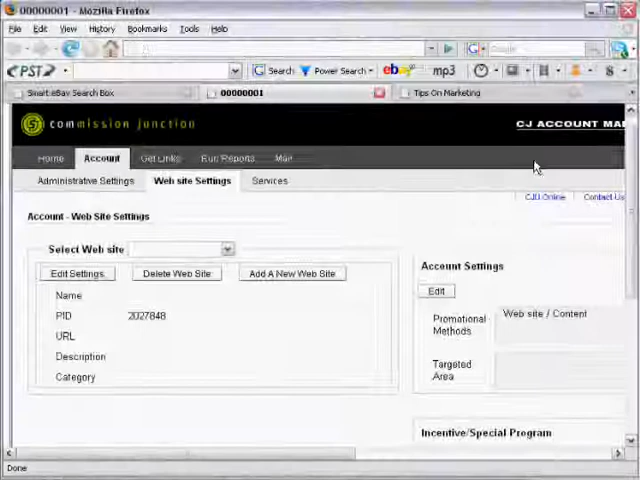 00000001 - Mozilla Firefox
File Edit View History Bookmarks Tools Help
Google
PST Search Power Search eb mp3
Smart eBay Search Box 00000001 Tips On Marketing
commission junction
CJ ACCOUNT MA
Home Account Get Links Run Reports Mail
Administrative Settings Web site Settings Services
CJU Online Contact Us
Account - Web Site Settings
Select Web site
Edit Settings Delete Web Site Add A New Web Site
Name
PID 2027848
URL
Description
Category
Account Settings
Edit
Promotional Methods Web site / Content
Targeted Area
Incentive/Special Program
Done